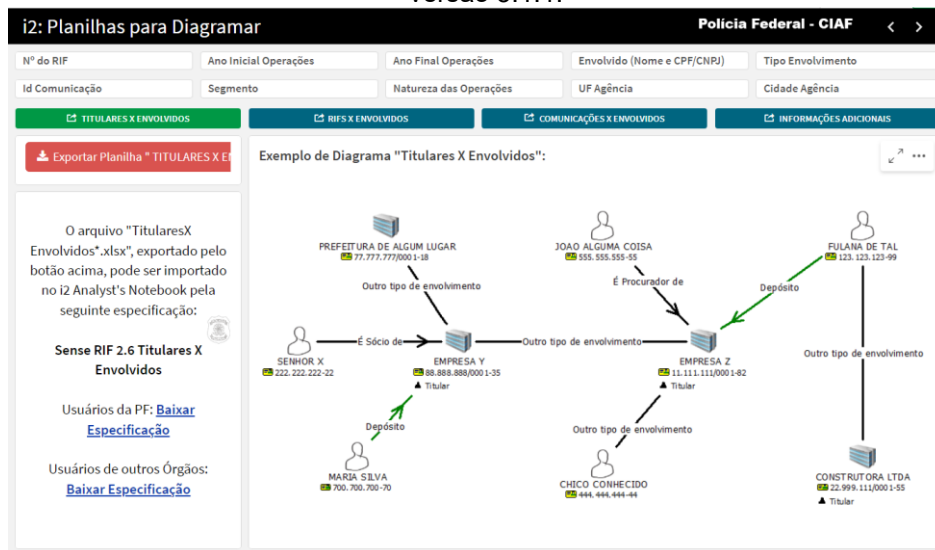 i2: Planilhas para Diagramar
Polícia Federal - CIAF
Nº do RIF
Ano Inicial Operações
Ano Final Operações
Envolvido (Nome e CPF/CNPJ)
Tipo Envolvimento
Id Comunicação
Segmento
Natureza das Operações
UF Agência
Cidade Agência
TITULARES X ENVOLVIDOS
RIFS X ENVOLVIDOS
COMUNICAÇÕES X ENVOLVIDOS
INFORMAÇÕES ADICIONAIS
Exportar Planilha " TITULARES X EN
O arquivo "TitularesX
Envolvidos*.xlsx", exportado pelo
botão acima, pode ser importado
no i2 Analyst's Notebook pela
seguinte especificação:
Sense RIF 2.6 Titulares X
Envolvidos
Usuários da PF: Baixar
Especificação
Usuários de outros Órgãos:
Baixar Especificação
Exemplo de Diagrama "Titulares X Envolvidos":
PREFEITURA DE ALGUM LUGAR
77.777.777/0001-18
JOAO ALGUMA COISA
555.555.555-55
FULANA DE TAL
123.123.123-99
Outro tipo de envolvimento
É Procurador de
Depósito
É Sócio de
Outro tipo de envolvimento
Outro tipo de envolvimento
SENHOR X
222.222.222-22
EMPRESA Y
88.888.888/0001-35
Titular
EMPRESA Z
11.111.111/0001-82
Titular
Depósito
Outro tipo de envolvimento
MARIA SILVA
700.700.700-70
CHICO CONHECIDO
444.444.444-44
CONSTRUTORA LTDA
22.999.111/0001-55
Titular